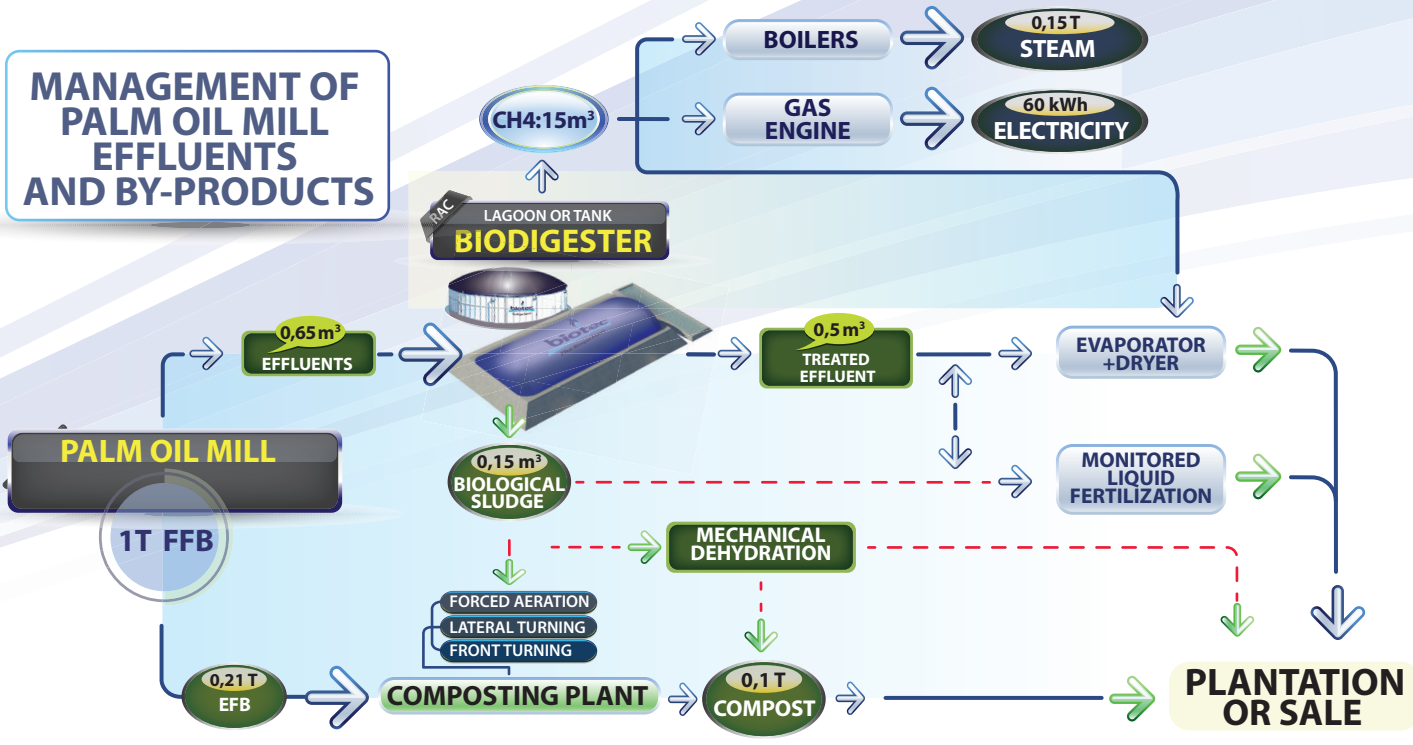 MANAGEMENT OF
PALM OIL MILL
EFFLUENTS
AND BY-PRODUCTS
CH4:15m³
BOILERS
0,15 T
STEAM
GAS
ENGINE
60 kWh
ELECTRICITY
RAC
LAGOON OR TANK
BIODIGESTER
biotec
biotec
0,65 m³
EFFLUENTS
0,5 m³
TREATED
EFFLUENT
EVAPORATOR
+DRYER
PALM OIL MILL
1T FFB
0,15 m³
BIOLOGICAL
SLUDGE
MONITORED
LIQUID
FERTILIZATION
MECHANICAL
DEHYDRATION
FORCED AERATION
LATERAL TURNING
FRONT TURNING
0,21 T
EFB
COMPOSTING PLANT
0,1 T
COMPOST
PLANTATION
OR SALE